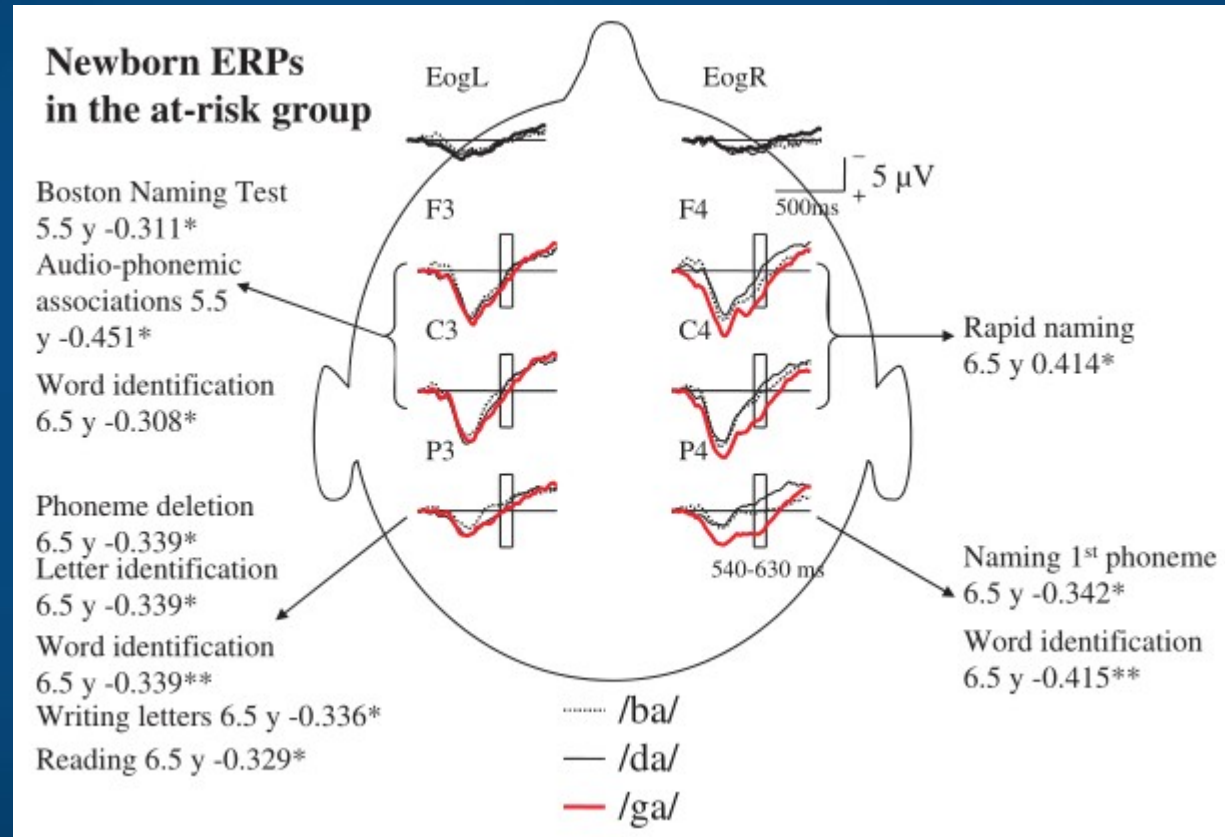 Newborn ERPs
in the at-risk group
EogL
EogR
5 µV
−
+
500ms
Boston Naming Test
5.5 y -0.311*
Audio-phonemic
associations 5.5
y -0.451*
Word identification
6.5 y -0.308*
F3
F4
C3
C4
Rapid naming
6.5 y 0.414*
P3
P4
Phoneme deletion
6.5 y -0.339*
Letter identification
6.5 y -0.339*
Word identification
6.5 y -0.339**
Writing letters 6.5 y -0.336*
Reading 6.5 y -0.329*
540-630 ms
Naming 1st phoneme
6.5 y -0.342*
Word identification
6.5 y -0.415**
/ba/
/da/
/ga/